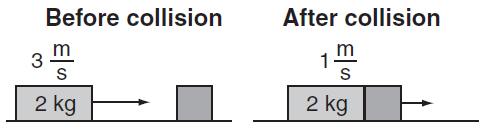 Before collision
3 m/s
2 kg
After collision
1 m/s
2 kg